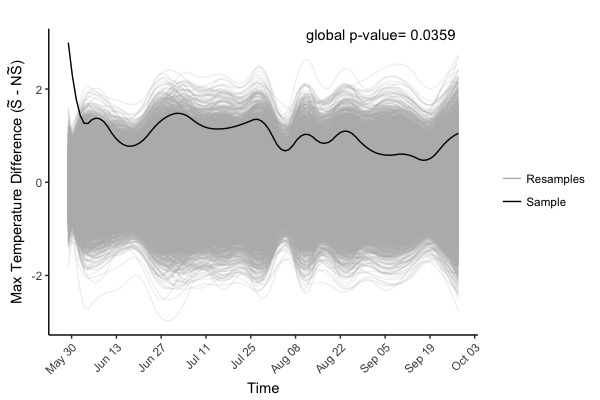 global p-value= 0.0359
Max Temperature Difference (S̃ - NS̃)
2
0
-2
May 30
Jun 13
Jun 27
Jul 11
Jul 25
Aug 08
Aug 22
Sep 05
Sep 19
Oct 03
Time
Resamples
Sample